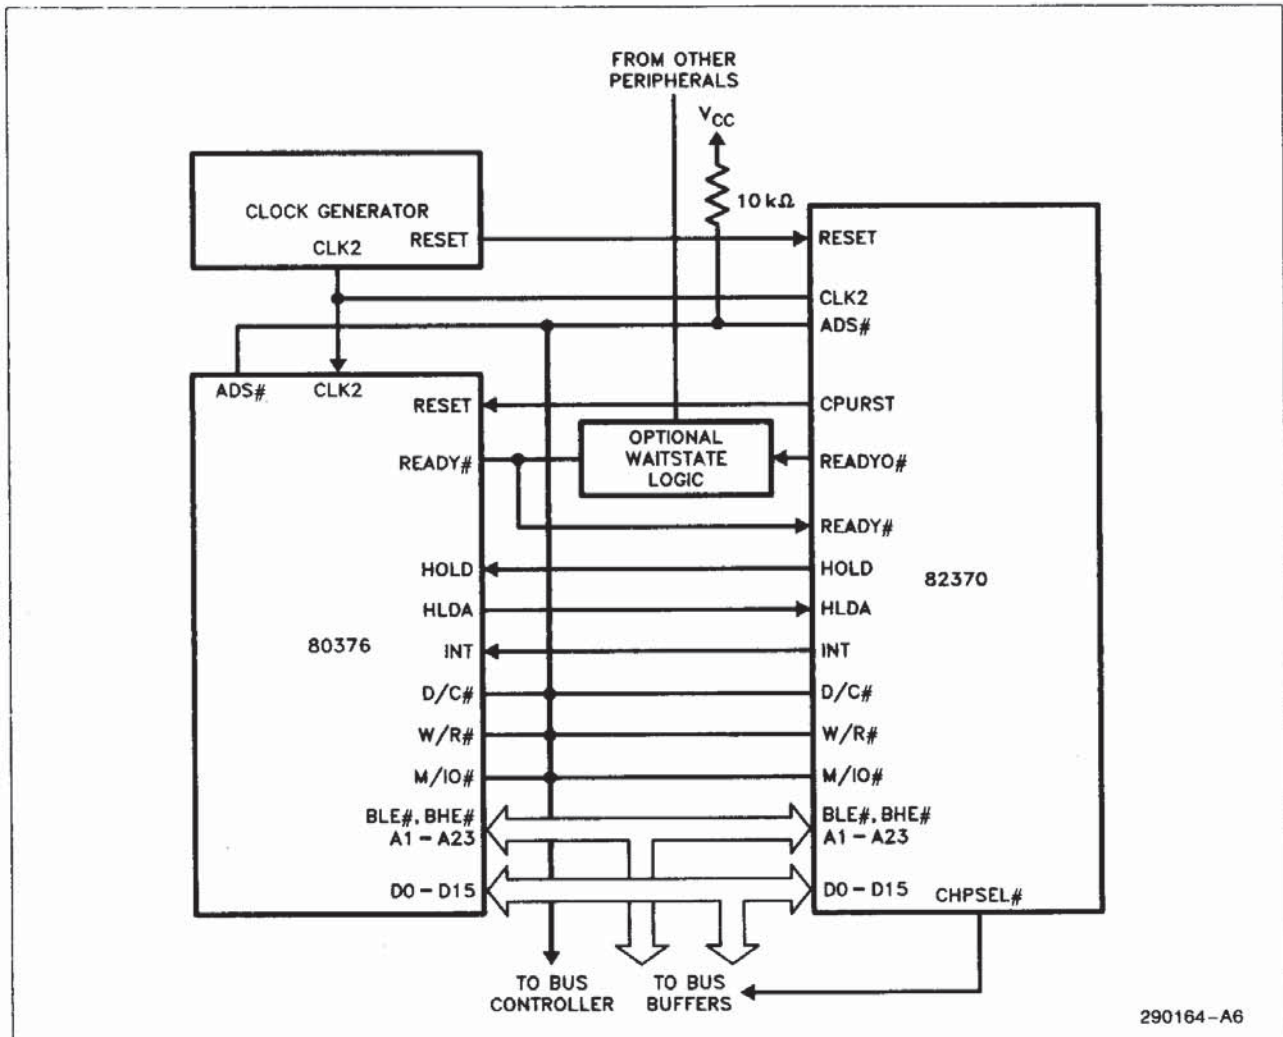 FROM OTHER
PERIPHERALS
VCC
10kΩ
CLOCK GENERATOR
RESET
CLK2
RESET
CLK2
ADS#
ADS#
CLK2
RESET
CPURST
OPTIONAL
WAITSTATE
LOGIC
READY#
READYO#
READY#
HOLD
HOLD
82370
HLDA
HLDA
80376
INT
INT
D/C#
D/C#
W/R#
W/R#
M/IO#
M/IO#
BLE#, BHE#
A1-A23
BLE#, BHE#
A1-A23
D0-D15
D0-D15
CHPSEL#
TO BUS
CONTROLLER
TO BUS
BUFFERS
290164-A6